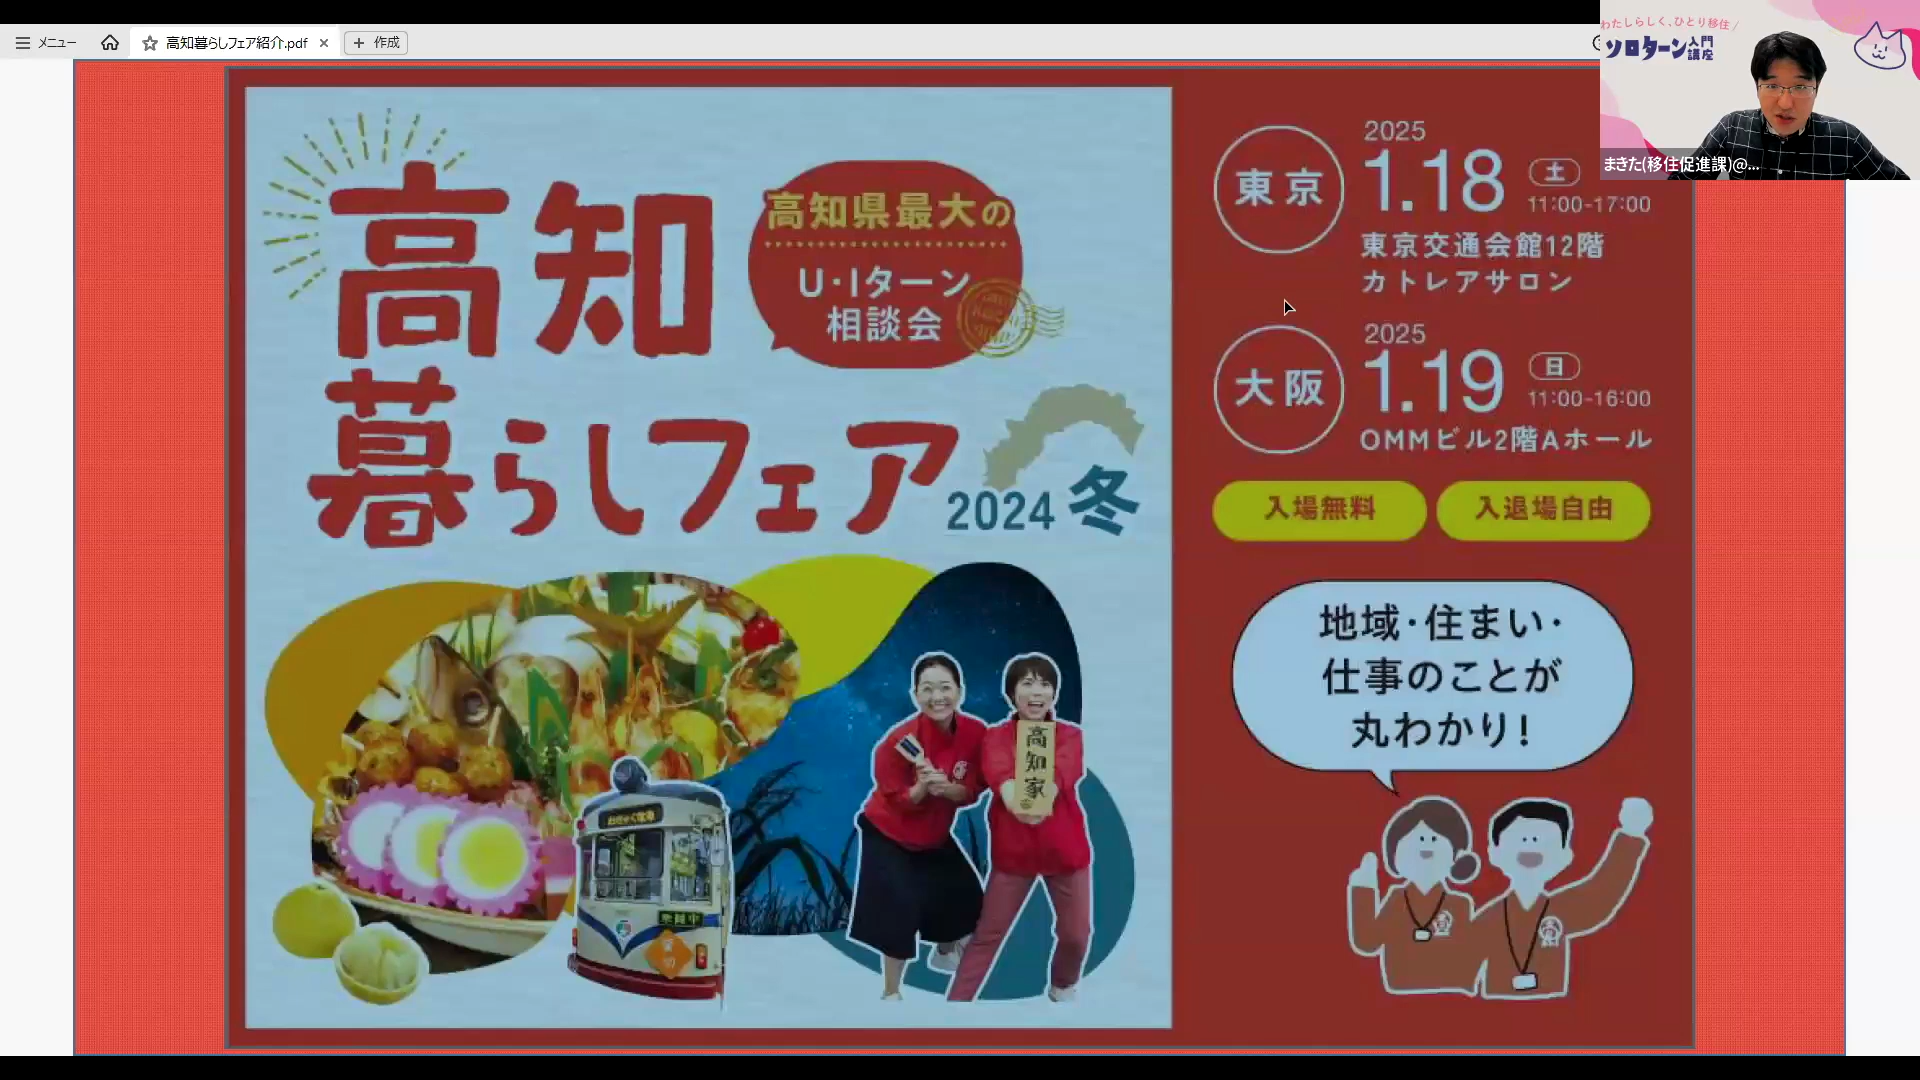 メニュー
高知暮らしフェア紹介.pdf
作成
わたしらしく、ひとり移住
ソロターン入門講座
まきた(移住促進課)@...
高知
暮らしフェア
2024 冬
高知県最大の
U・Iターン
相談会
東京
2025
1.18
土
11:00-17:00
東京交通会館12階
カトレアサロン
大阪
2025
1.19
日
11:00-16:00
OMMビル2階Aホール
入場無料
入退場自由
地域・住まい・
仕事のことが
丸わかり!
高知家
おきゃく電車